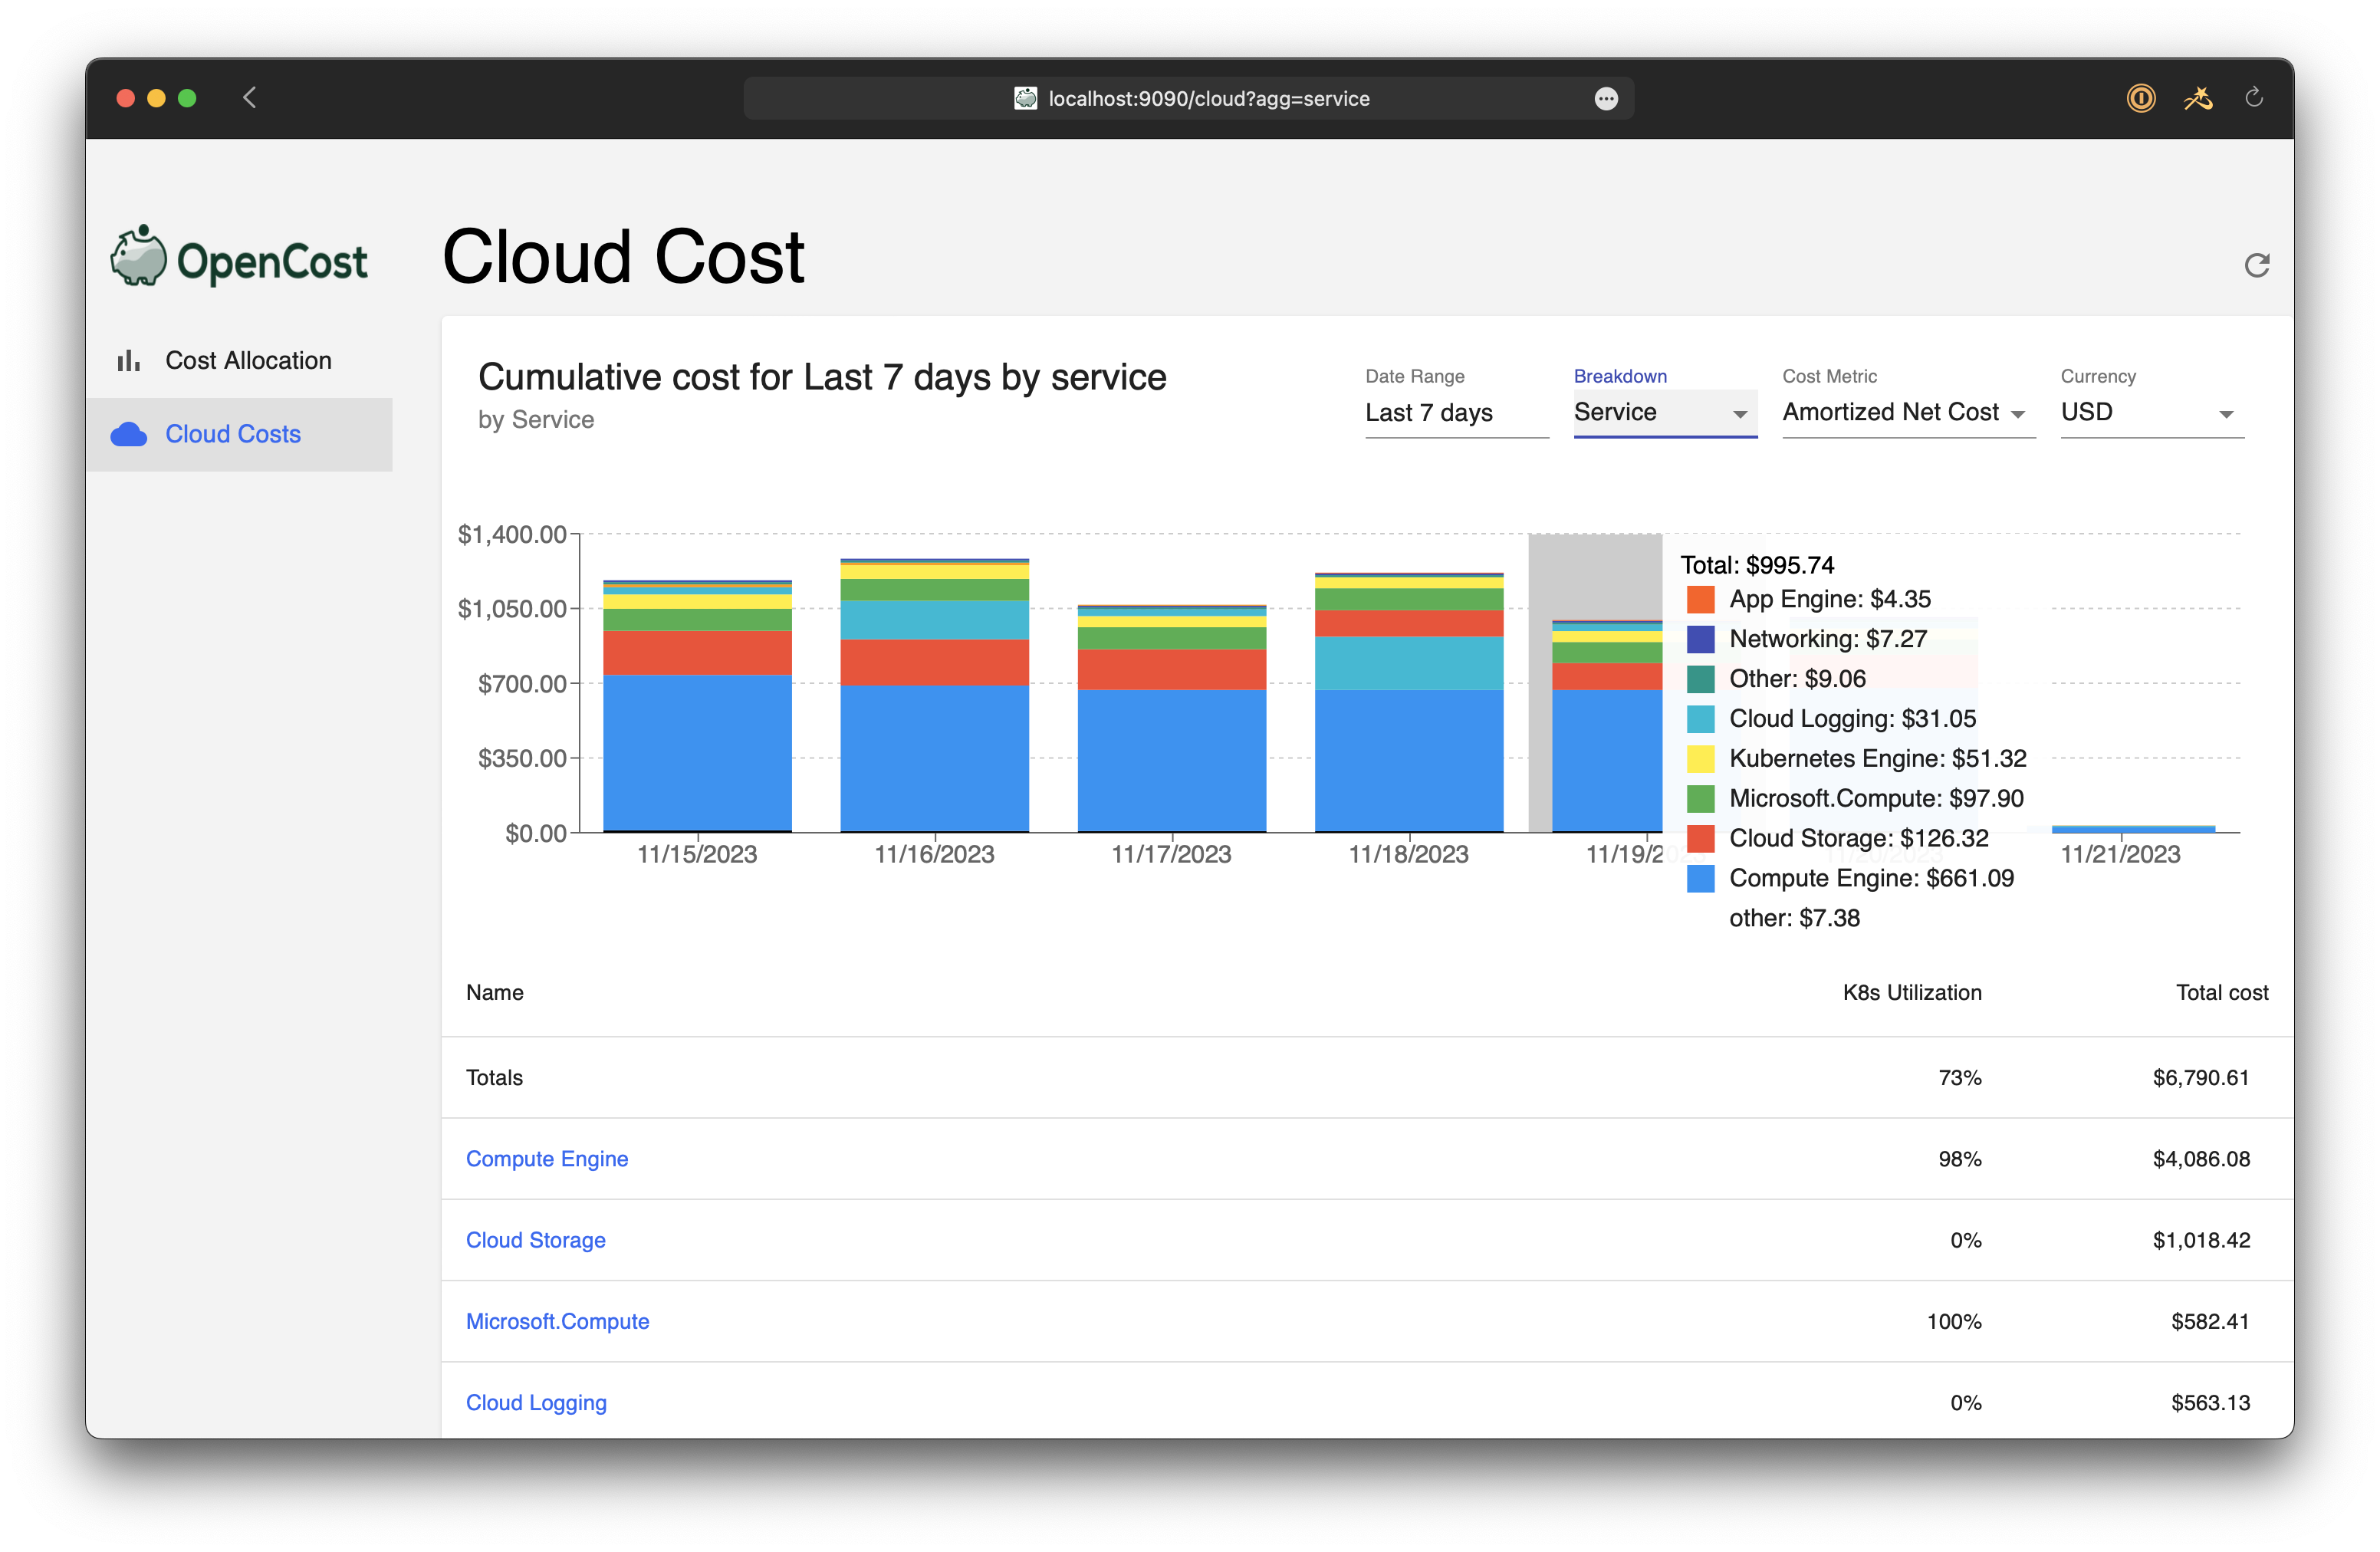 localhost:9090/cloud?agg=service
OpenCost
Cloud Cost
Cost Allocation
Cloud Costs
Cumulative cost for Last 7 days by service
by Service
Date Range
Last 7 days
Breakdown
Service
Cost Metric
Amortized Net Cost
Currency
USD
$1,400.00
$1,050.00
$700.00
$350.00
$0.00
11/15/2023
11/16/2023
11/17/2023
11/18/2023
11/19/2023
11/20/2023
11/21/2023
Total: $995.74
App Engine: $4.35
Networking: $7.27
Other: $9.06
Cloud Logging: $31.05
Kubernetes Engine: $51.32
Microsoft.Compute: $97.90
Cloud Storage: $126.32
Compute Engine: $661.09
other: $7.38
Name K8s Utilization Total cost
Totals 73% $6,790.61
Compute Engine 98% $4,086.08
Cloud Storage 0% $1,018.42
Microsoft.Compute 100% $582.41
Cloud Logging 0% $563.13